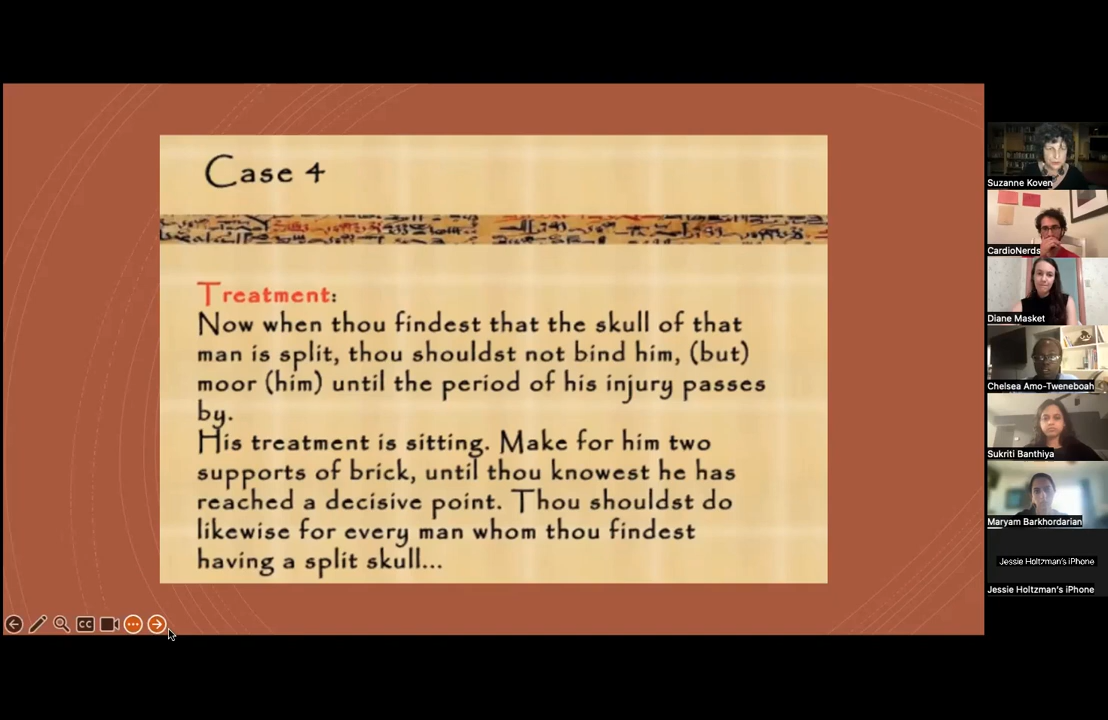 Case 4
Treatment:
Now when thou findest that the skull of that
man is split, thou shouldst not bind him, (but)
moor (him) until the period of his injury passes
by.
His treatment is sitting. Make for him two
supports of brick, until thou knowest he has
reached a decisive point. Thou shouldst do
likewise for every man whom thou findest
having a split skull...
CC
Suzanne Koven
CardioNerds
Diane Masket
Chelsea Amo-Tweneboah
Sukriti Banthiya
Maryam Barkhordarian
Jessie Holtzman's iPhone
Jessie Holtzman's iPhone